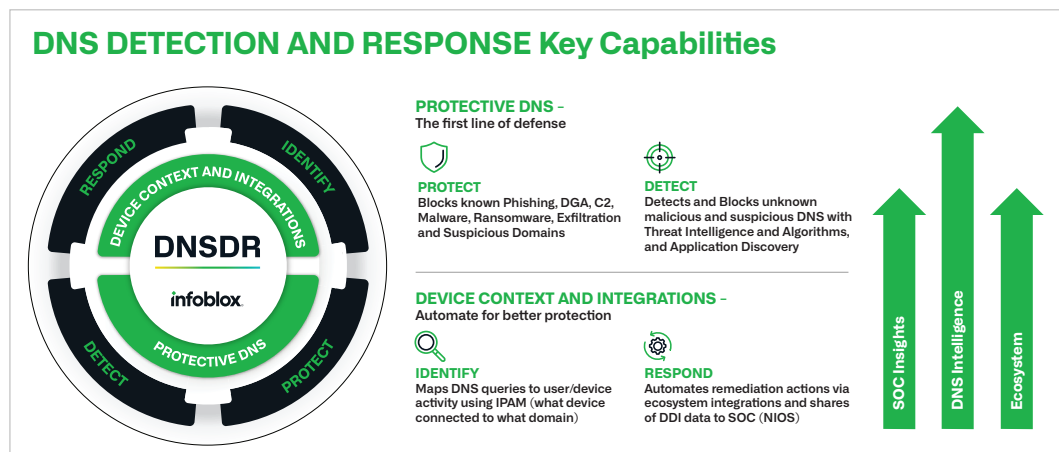 DNS DETECTION AND RESPONSE Key Capabilities
RESPOND
IDENTIFY
DEVICE CONTEXT AND INTEGRATIONS
DNSDR
infoblox
PROTECTIVE DNS
DETECT
PROTECT
PROTECTIVE DNS –
The first line of defense
PROTECT
Blocks known Phishing, DGA, C2,
Malware, Ransomware, Exfiltration
and Suspicious Domains
DETECT
Detects and Blocks unknown
malicious and suspicious DNS with
Threat Intelligence and Algorithms,
and Application Discovery
DEVICE CONTEXT AND INTEGRATIONS –
Automate for better protection
IDENTIFY
Maps DNS queries to user/device
activity using IPAM (what device
connected to what domain)
RESPOND
Automates remediation actions via
ecosystem integrations and shares
of DDI data to SOC (NIOS)
SOC Insights
DNS Intelligence
Ecosystem